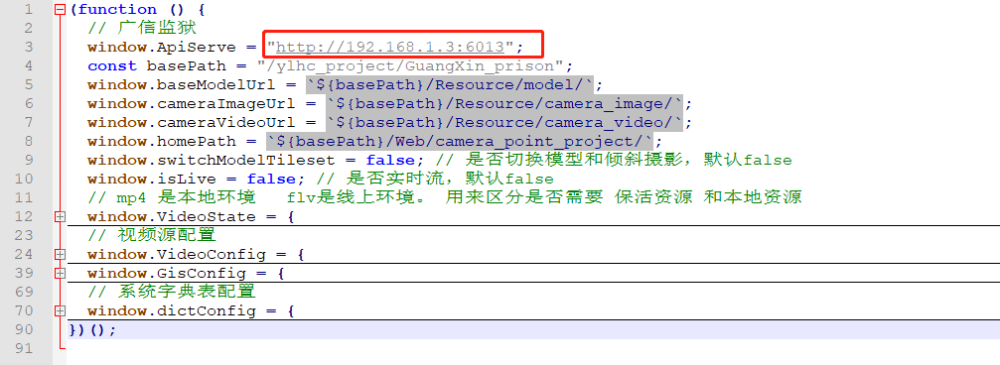 1 (function () {
2 // 广信监狱
3 window.ApiServe = "http://192.168.1.3:6013";
4 const basePath = "/ylhc_project/GuangXin_prison";
5 window.baseModelUrl = `${basePath}/Resource/model/`;
6 window.cameraImageUrl = `${basePath}/Resource/camera_image/`;
7 window.cameraVideoUrl = `${basePath}/Resource/camera_video/`;
8 window.homePath = `${basePath}/Web/camera_point_project/`;
9 window.switchModelTileset = false; // 是否切换模型和倾斜摄影，默认false
10 window.isLive = false; // 是否实时流，默认false
11 // mp4 是本地环境 flv是线上环境。 用来区分是否需要 保活资源 和本地资源
12 window.VideoState = {
23 // 视频源配置
24 window.VideoConfig = {
39 window.GisConfig = {
69 // 系统字典表配置
70 window.dictConfig = {
90 })();
91